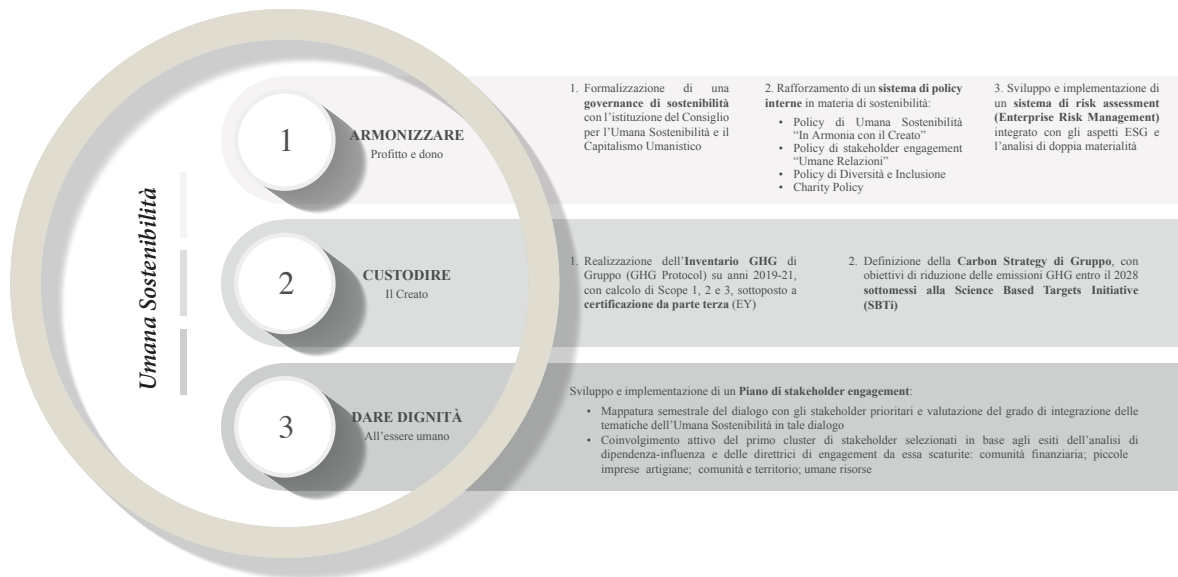 Umana Sostenibilità
1
ARMONIZZARE
Profitto e dono
1. Formalizzazione di una
governance di sostenibilità
con l'istituzione del Consiglio
per l'Umana Sostenibilità e il
Capitalismo Umanistico
2. Rafforzamento di un sistema di policy
interne in materia di sostenibilità:
• Policy di Umana Sostenibilità
“In Armonia con il Creato”
• Policy di stakeholder engagement
“Umane Relazioni”
• Policy di Diversità e Inclusione
• Charity Policy
3. Sviluppo e implementazione di
un sistema di risk assessment
(Enterprise Risk Management)
integrato con gli aspetti ESG e
l'analisi di doppia materialità
2
CUSTODIRE
Il Creato
1. Realizzazione dell'Inventario GHG di
Gruppo (GHG Protocol) su anni 2019-21,
con calcolo di Scope 1, 2 e 3, sottoposto a
certificazione da parte terza (EY)
2. Definizione della Carbon Strategy di Gruppo, con
obiettivi di riduzione delle emissioni GHG entro il 2028
sottomessi alla Science Based Targets Initiative
(SBTi)
3
DARE DIGNITÀ
All'essere umano
Sviluppo e implementazione di un Piano di stakeholder engagement:
• Mappatura semestrale del dialogo con gli stakeholder prioritari e valutazione del grado di integrazione delle
tematiche dell'Umana Sostenibilità in tale dialogo
• Coinvolgimento attivo del primo cluster di stakeholder selezionati in base agli esiti dell'analisi di
dipendenza-influenza e delle direttrici di engagement da essa scaturite: comunità finanziaria; piccole
imprese artigiane; comunità e territorio; umane risorse